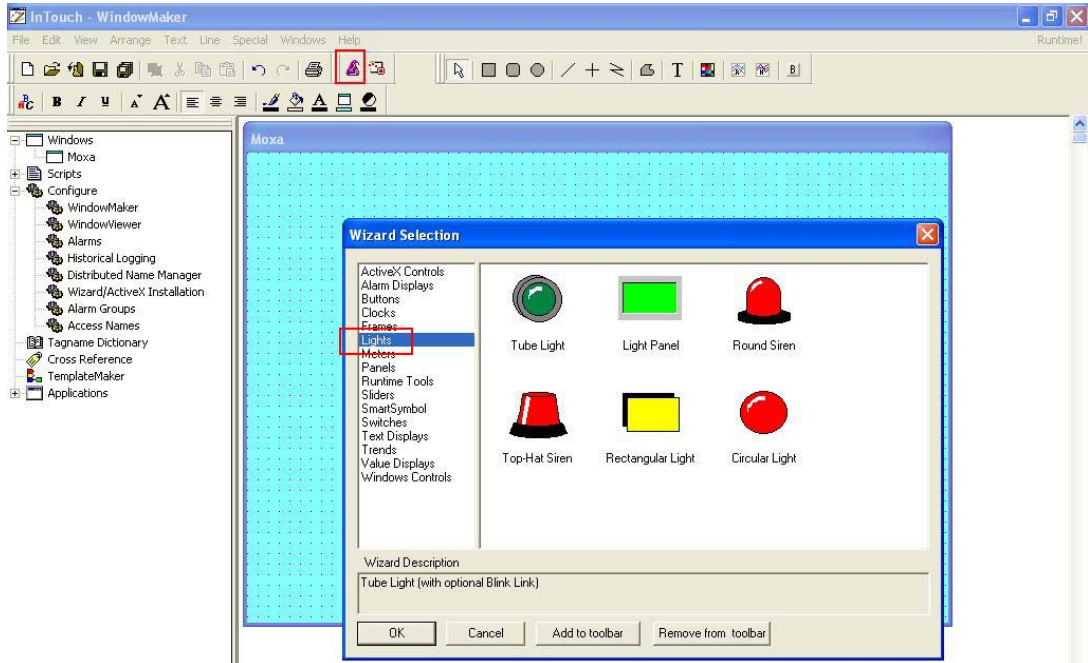 InTouch - WindowMaker
File Edit View Arrange Text Line Special Windows Help Runtime!
T B
ABC B I U A A A
Windows
Moxa
Scripts
Configure
WindowMaker
WindowViewer
Alarms
Historical Logging
Distributed Name Manager
Wizard/ActiveX Installation
Alarm Groups
Access Names
Tagname Dictionary
Cross Reference
TemplateMaker
Applications
Moxa
Wizard Selection
ActiveX Controls
Alarm Displays
Buttons
Clocks
Frames
Lights
Meters
Panels
Runtime Tools
Sliders
SmartSymbol
Switches
Text Displays
Trends
Value Displays
Windows Controls
Tube Light
Light Panel
Round Siren
Top-Hat Siren
Rectangular Light
Circular Light
Wizard Description
Tube Light (with optional Blink Link)
OK
Cancel
Add to toolbar
Remove from toolbar